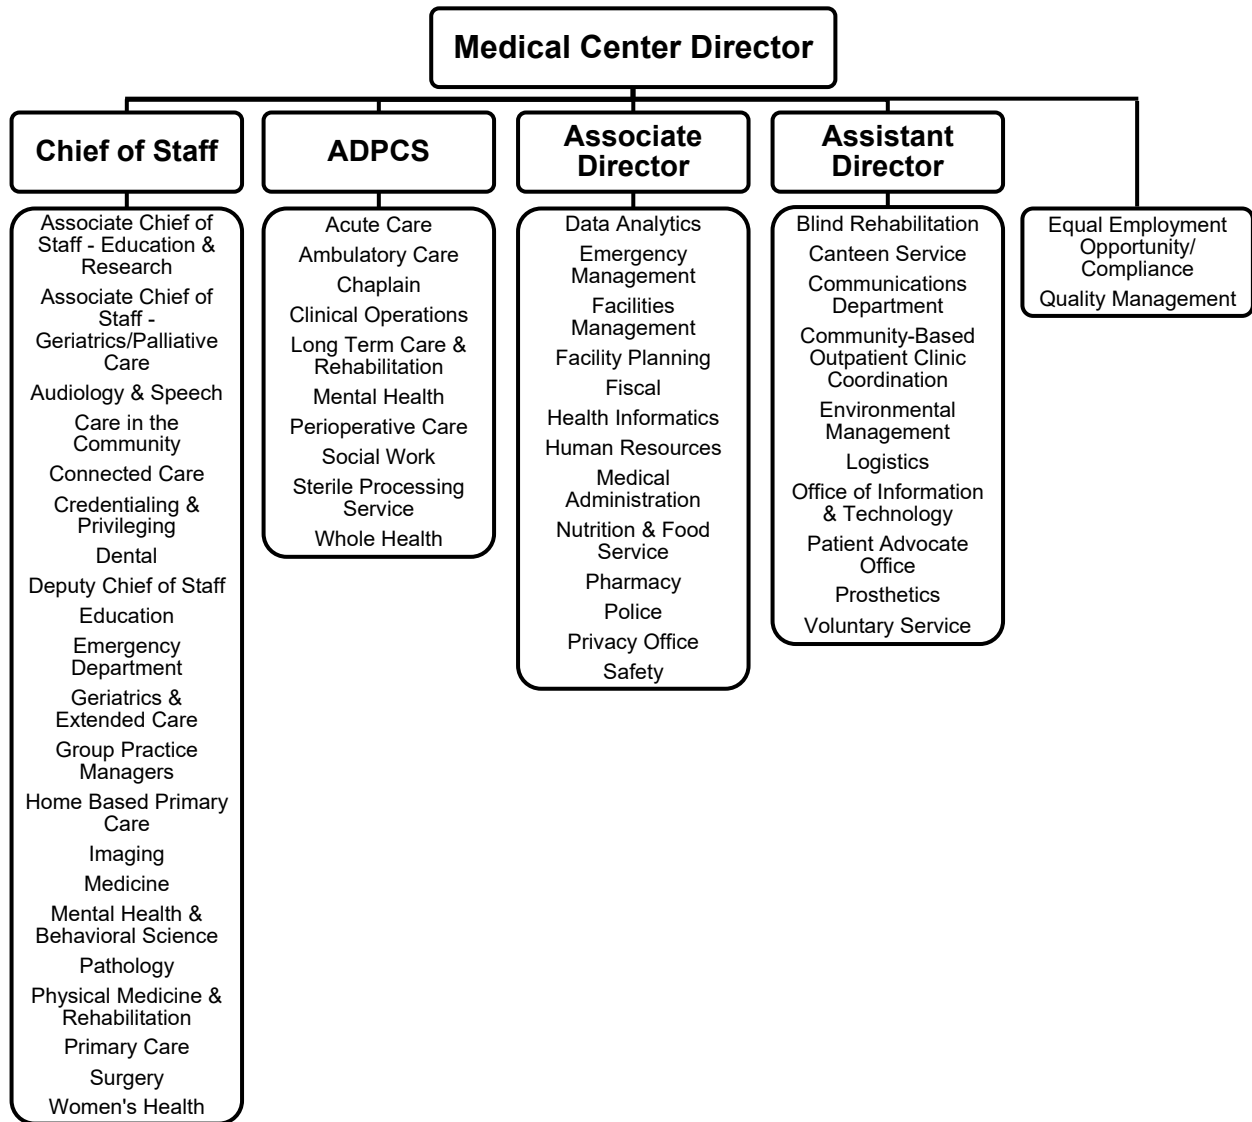 Medical Center Director
Chief of Staff
Associate Chief of
Staff - Education &
Research
Associate Chief of
Staff -
Geriatrics/Palliative
Care
Audiology & Speech
Care in the
Community
Connected Care
Credentialing &
Privileging
Dental
Deputy Chief of Staff
Education
Emergency
Department
Geriatrics &
Extended Care
Group Practice
Managers
Home Based Primary
Care
Imaging
Medicine
Mental Health &
Behavioral Science
Pathology
Physical Medicine &
Rehabilitation
Primary Care
Surgery
Women's Health
ADPCS
Acute Care
Ambulatory Care
Chaplain
Clinical Operations
Long Term Care &
Rehabilitation
Mental Health
Perioperative Care
Social Work
Sterile Processing
Service
Whole Health
Associate
Director
Data Analytics
Emergency
Management
Facilities
Management
Facility Planning
Fiscal
Health Informatics
Human Resources
Medical
Administration
Nutrition & Food
Service
Pharmacy
Police
Privacy Office
Safety
Assistant
Director
Blind Rehabilitation
Canteen Service
Communications
Department
Community-Based
Outpatient Clinic
Coordination
Environmental
Management
Logistics
Office of Information
& Technology
Patient Advocate
Office
Prosthetics
Voluntary Service
Equal Employment
Opportunity/
Compliance
Quality Management